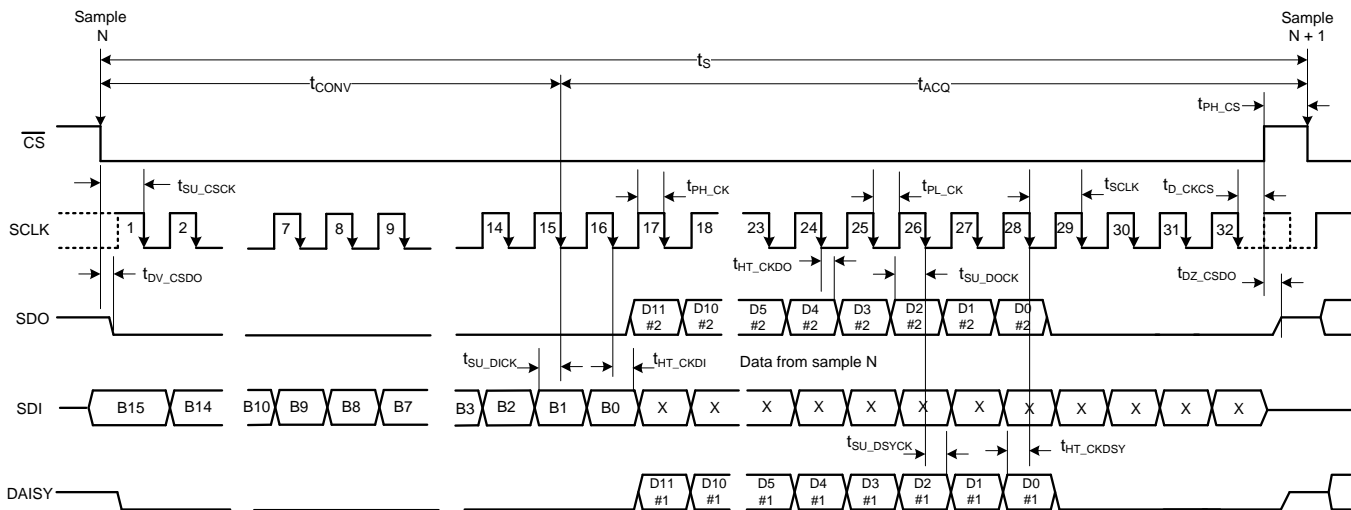 Sample
N
Sample
N + 1
tS
tCONV
tACQ
tPH_CS
CS
tSU_CSCK
tPH_CK
tPL_CK
tSCLK
tD_CKCS
SCLK
1 2 7 8 9 14 15 16 17 18 23 24 25 26 27 28 29 30 31 32
tDV_CSDO
tHT_CKDO
tSU_DOCK
tDZ_CSDO
SDO
D11 D10 D5 D4 D3 D2 D1 D0
#2 #2 #2 #2 #2 #2 #2 #2
tSU_DICK
tHT_CKDI
Data from sample N
SDI
B15 B14 B10 B9 B8 B7 B3 B2 B1 B0 X X X X X X X X X X X X
tSU_DSYCK
tHT_CKDSY
DAISY
D11 D10 D5 D4 D3 D2 D1 D0
#1 #1 #1 #1 #1 #1 #1 #1